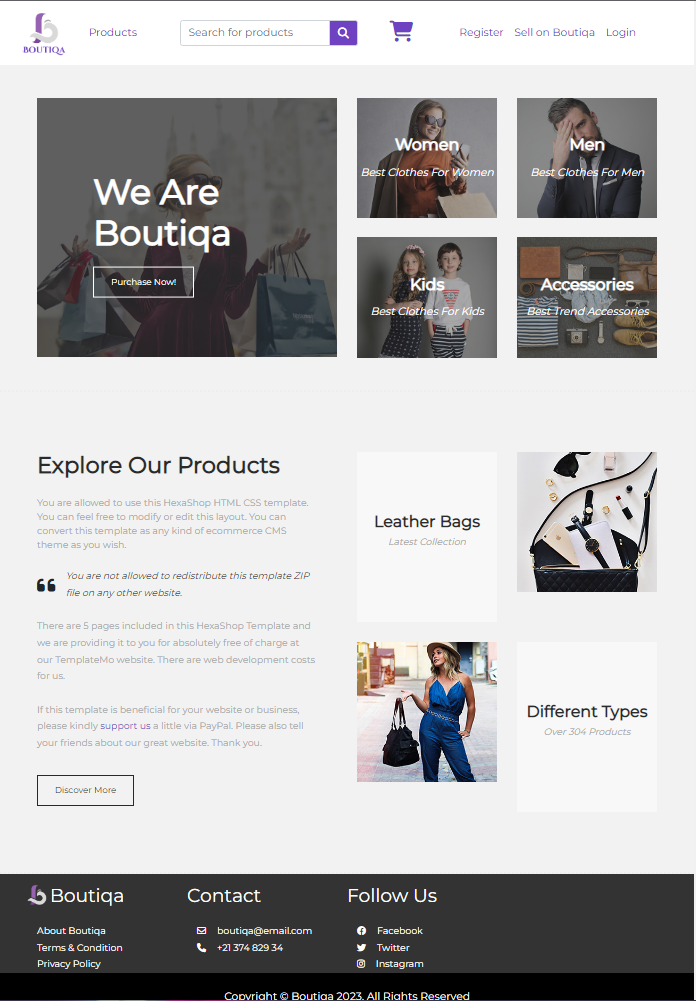 BOUTIQA
Products
Search for products
Register
Sell on Boutiqa
Login
We Are
Boutiqa
Purchase Now!
Women
Best Clothes For Women
Men
Best Clothes For Men
Kids
Best Clothes For Kids
Accessories
Best Trend Accessories
Explore Our Products
You are allowed to use this HexaShop HTML CSS template.
You can feel free to modify or edit this layout. You can
convert this template as any kind of ecommerce CMS
theme as you wish.
You are not allowed to redistribute this template ZIP
file on any other website.
There are 5 pages included in this HexaShop Template and
we are providing it to you for absolutely free of charge at
our TemplateMo website. There are web development costs
for us.
If this template is beneficial for your website or business,
please kindly support us a little via PayPal. Please also tell
your friends about our great website. Thank you.
Discover More
Leather Bags
Latest Collection
Different Types
Over 304 Products
Boutiqa
About Boutiqa
Terms & Condition
Privacy Policy
Contact
boutiqa@email.com
+21 374 829 34
Follow Us
Facebook
Twitter
Instagram
Copyright © Boutiqa 2023. All Rights Reserved